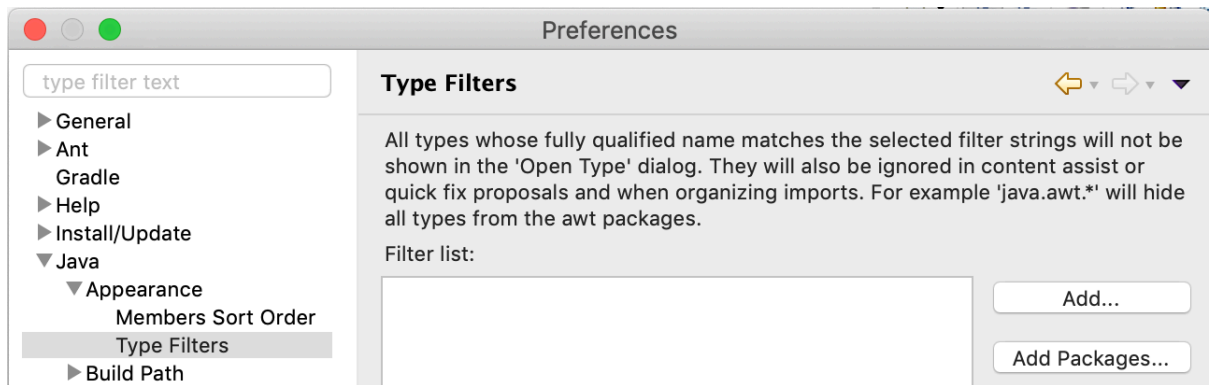 Preferences
type filter text
General
Ant
Gradle
Help
Install/Update
Java
Appearance
Members Sort Order
Type Filters
Build Path
Type Filters
All types whose fully qualified name matches the selected filter strings will not be
shown in the 'Open Type' dialog. They will also be ignored in content assist or
quick fix proposals and when organizing imports. For example 'java.awt.*' will hide
all types from the awt packages.
Filter list:
Add...
Add Packages...